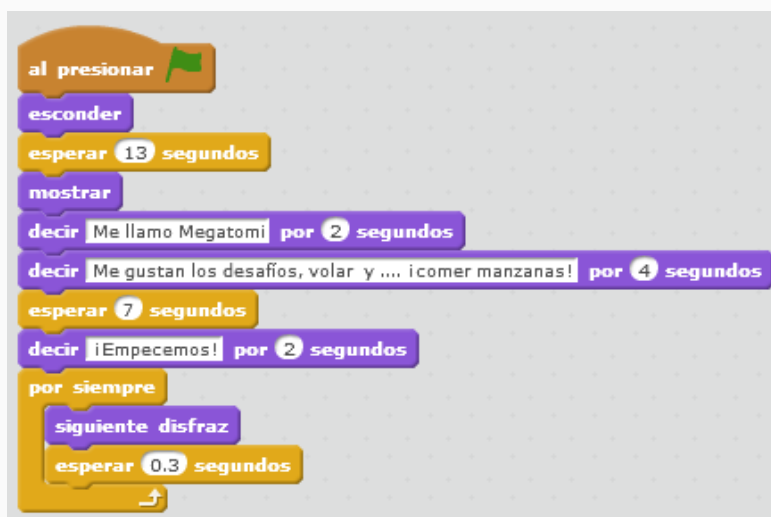 al presionar
esconder
esperar 13 segundos
mostrar
decir Me llamo Megatomi por 2 segundos
decir Me gustan los desafíos, volar y .... ¡comer manzanas! por 4 segundos
esperar 7 segundos
decir ¡Empecemos! por 2 segundos
por siempre
siguiente disfraz
esperar 0.3 segundos